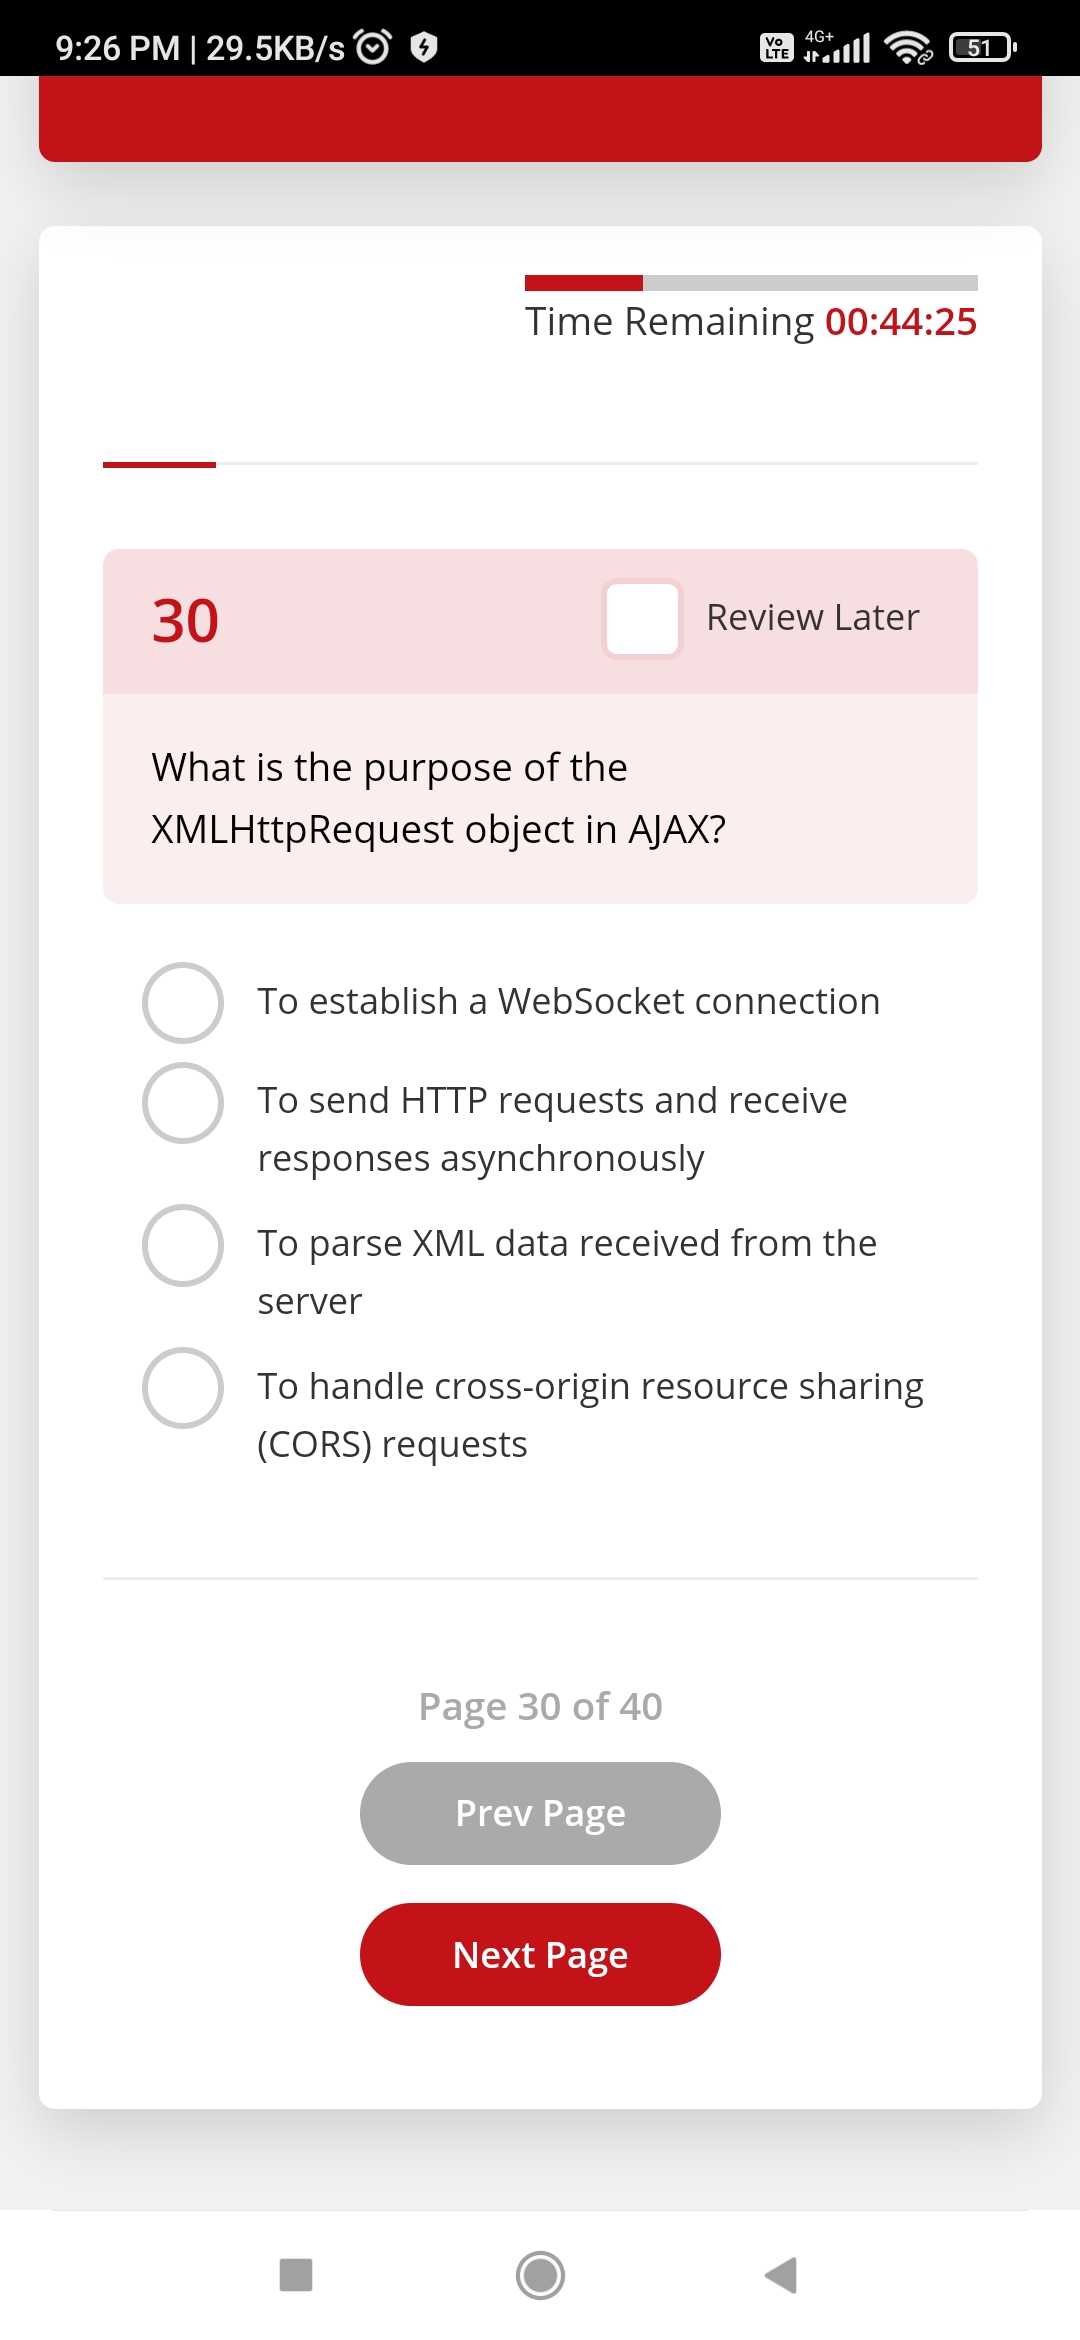 9:26 PM | 29.5KB/s
Vo LTE 4G+ 51
Time Remaining 00:44:25
30 Review Later
What is the purpose of the
XMLHttpRequest object in AJAX?
To establish a WebSocket connection
To send HTTP requests and receive
responses asynchronously
To parse XML data received from the
server
To handle cross-origin resource sharing
(CORS) requests
Page 30 of 40
Prev Page
Next Page